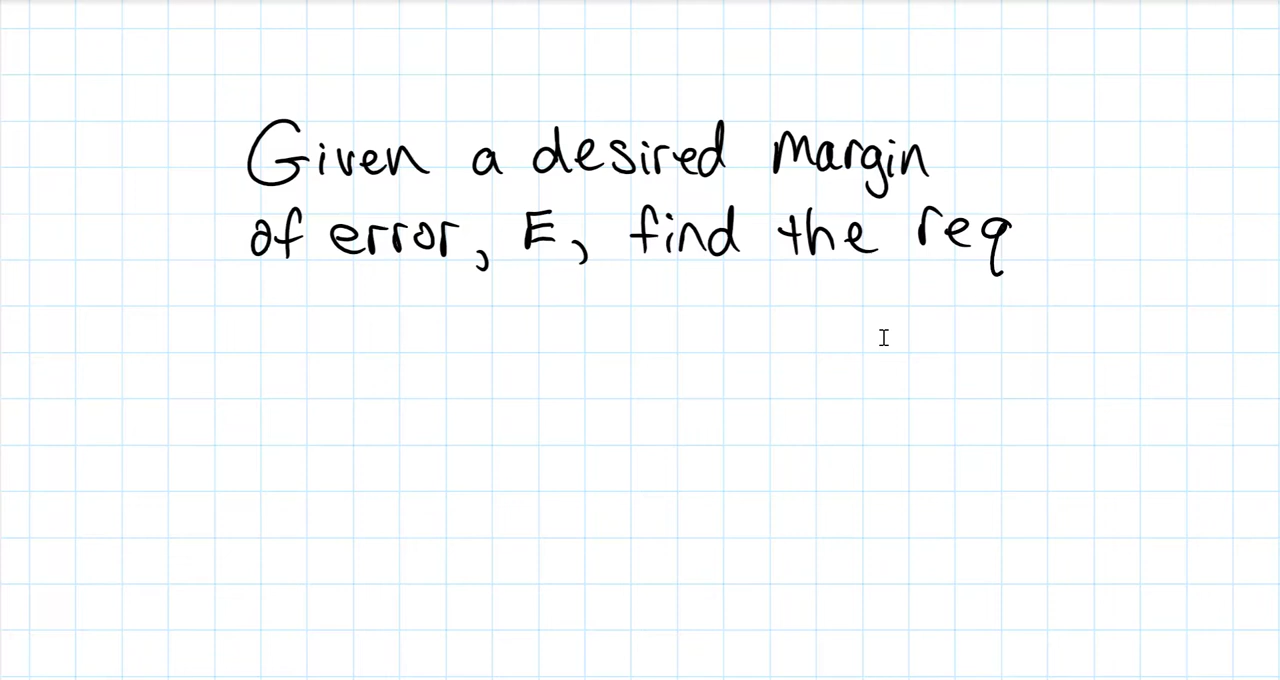 Given a desired margin
of error, E, find the req